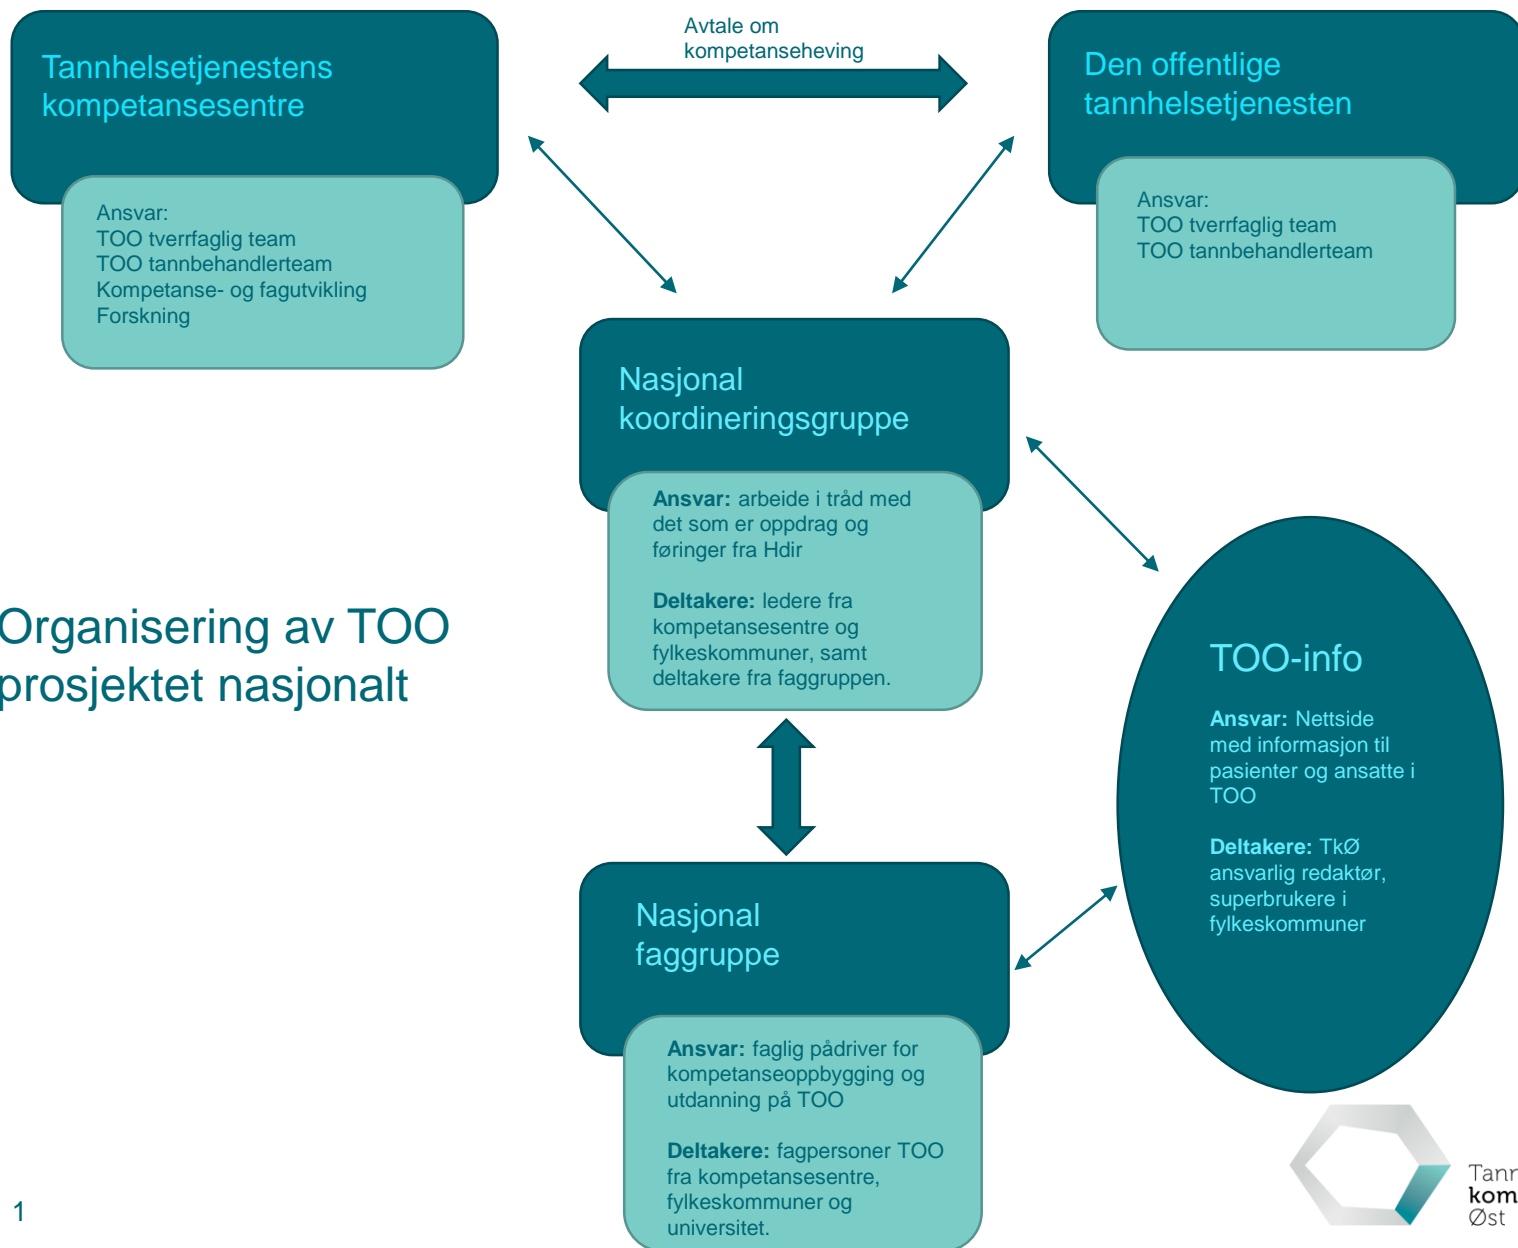 Avtale om
kompetanseheving
Tannhelsetjenestens
kompetansesentre
Den offentlige
tannhelsetjenesten
Ansvar:
TOO tverrfaglig team
TOO tannbehandlerteam
Kompetanse- og fagutvikling
Forskning
Ansvar:
TOO tverrfaglig team
TOO tannbehandlerteam
Nasjonal
koordineringsgruppe
Ansvar: arbeide i tråd med
det som er oppdrag og
føringer fra Hdir
Deltakere: ledere fra
kompetansesentre og
fylkeskommuner, samt
deltakere fra faggruppen.
Organisering av TOO
prosjektet nasjonalt
TOO-info
Ansvar: Nettside
med informasjon til
pasienter og ansatte i
TOO
Deltakere: TkØ
ansvarlig redaktør,
superbrukere i
fylkeskommuner
Nasjonal
faggruppe
Ansvar: faglig pådriver for
kompetanseoppbygging og
utdanning på TOO
Deltakere: fagpersoner TOO
fra kompetansesentre,
fylkeskommuner og
universitet.
1
Øst